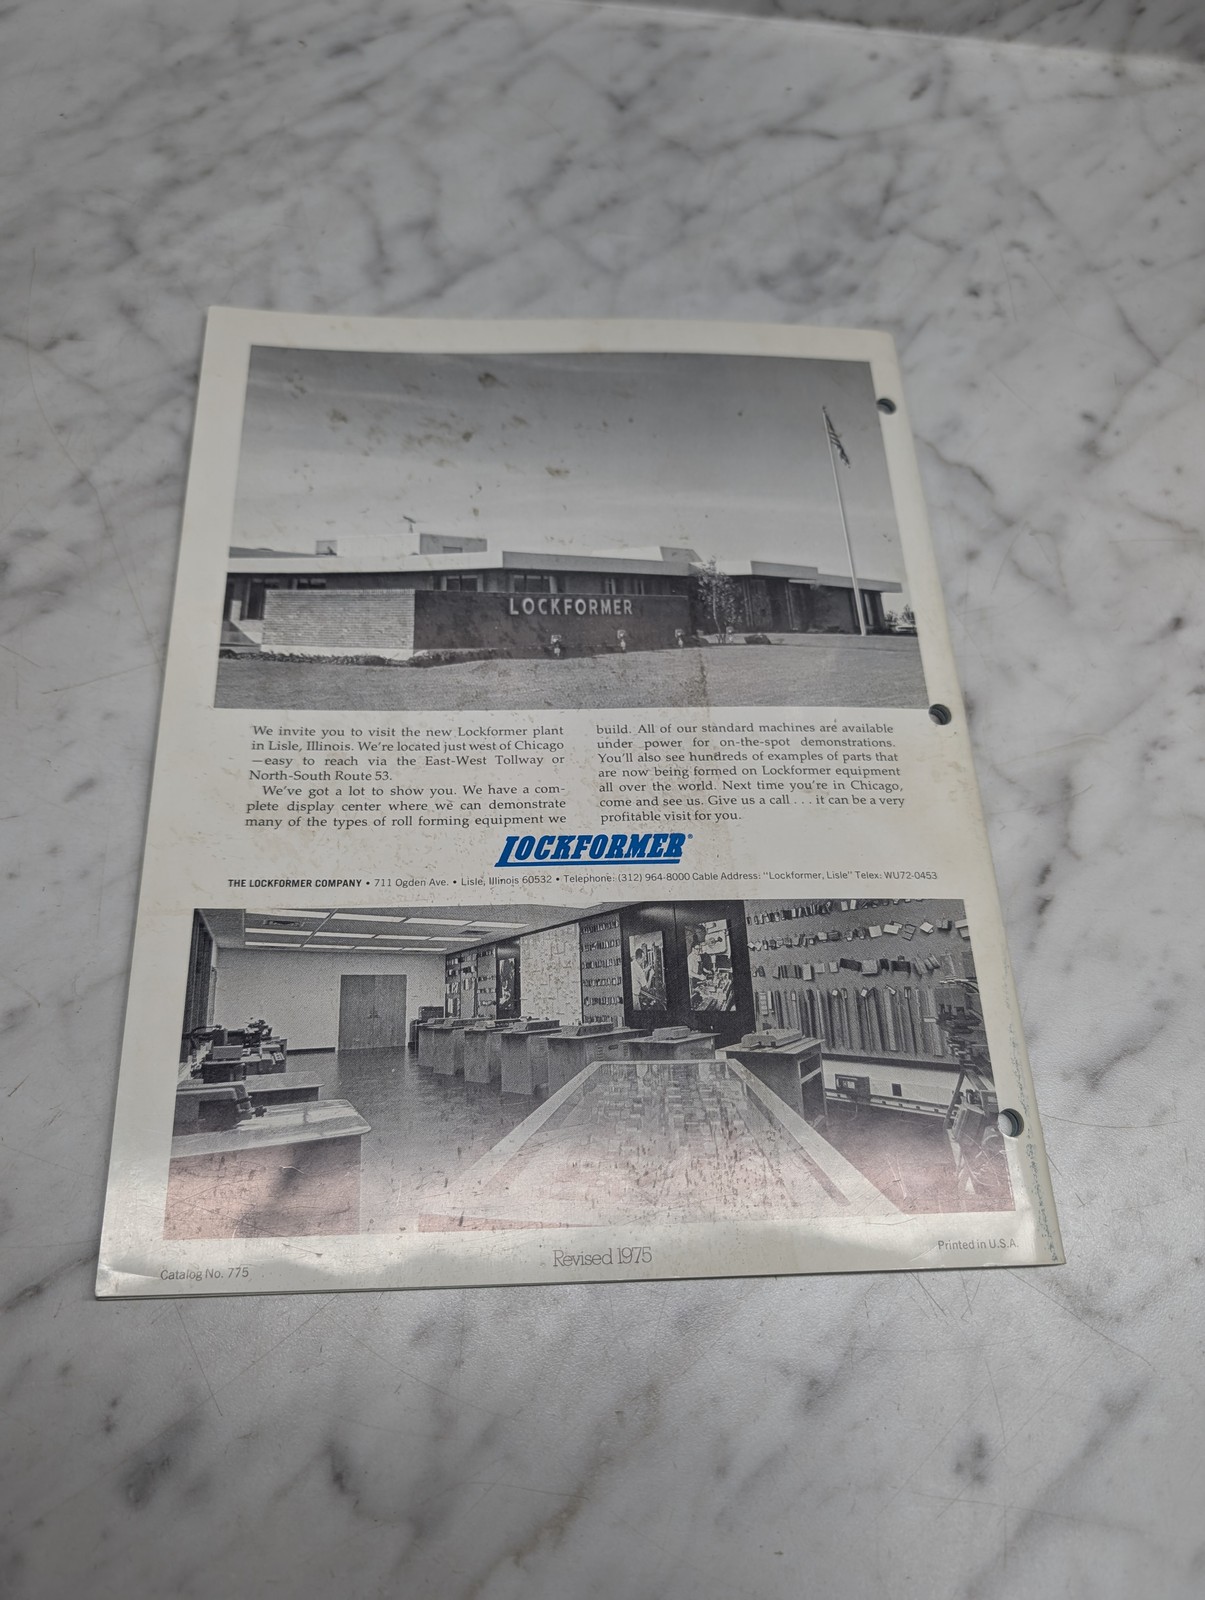 LOCKFORMER
We invite you to visit the new Lockformer plant
in Lisle, Illinois. We're located just west of Chicago
—easy to reach via the East-West Tollway or
North-South Route 53.
We've got a lot to show you. We have a com-
plete display center where we can demonstrate
many of the types of roll forming equipment we
build. All of our standard machines are available
under power for on-the-spot demonstrations.
You'll also see hundreds of examples of parts that
are now being formed on Lockformer equipment
all over the world. Next time you're in Chicago,
come and see us. Give us a call . . . it can be a very
profitable visit for you.
LOCKFORMER®
THE LOCKFORMER COMPANY • 711 Ogden Ave. • Lisle, Illinois 60532 • Telephone: (312) 964-8000 Cable Address: "Lockformer, Lisle" Telex: WU72-0453
Catalog No. 775
Revised 1975
Printed in U.S.A.